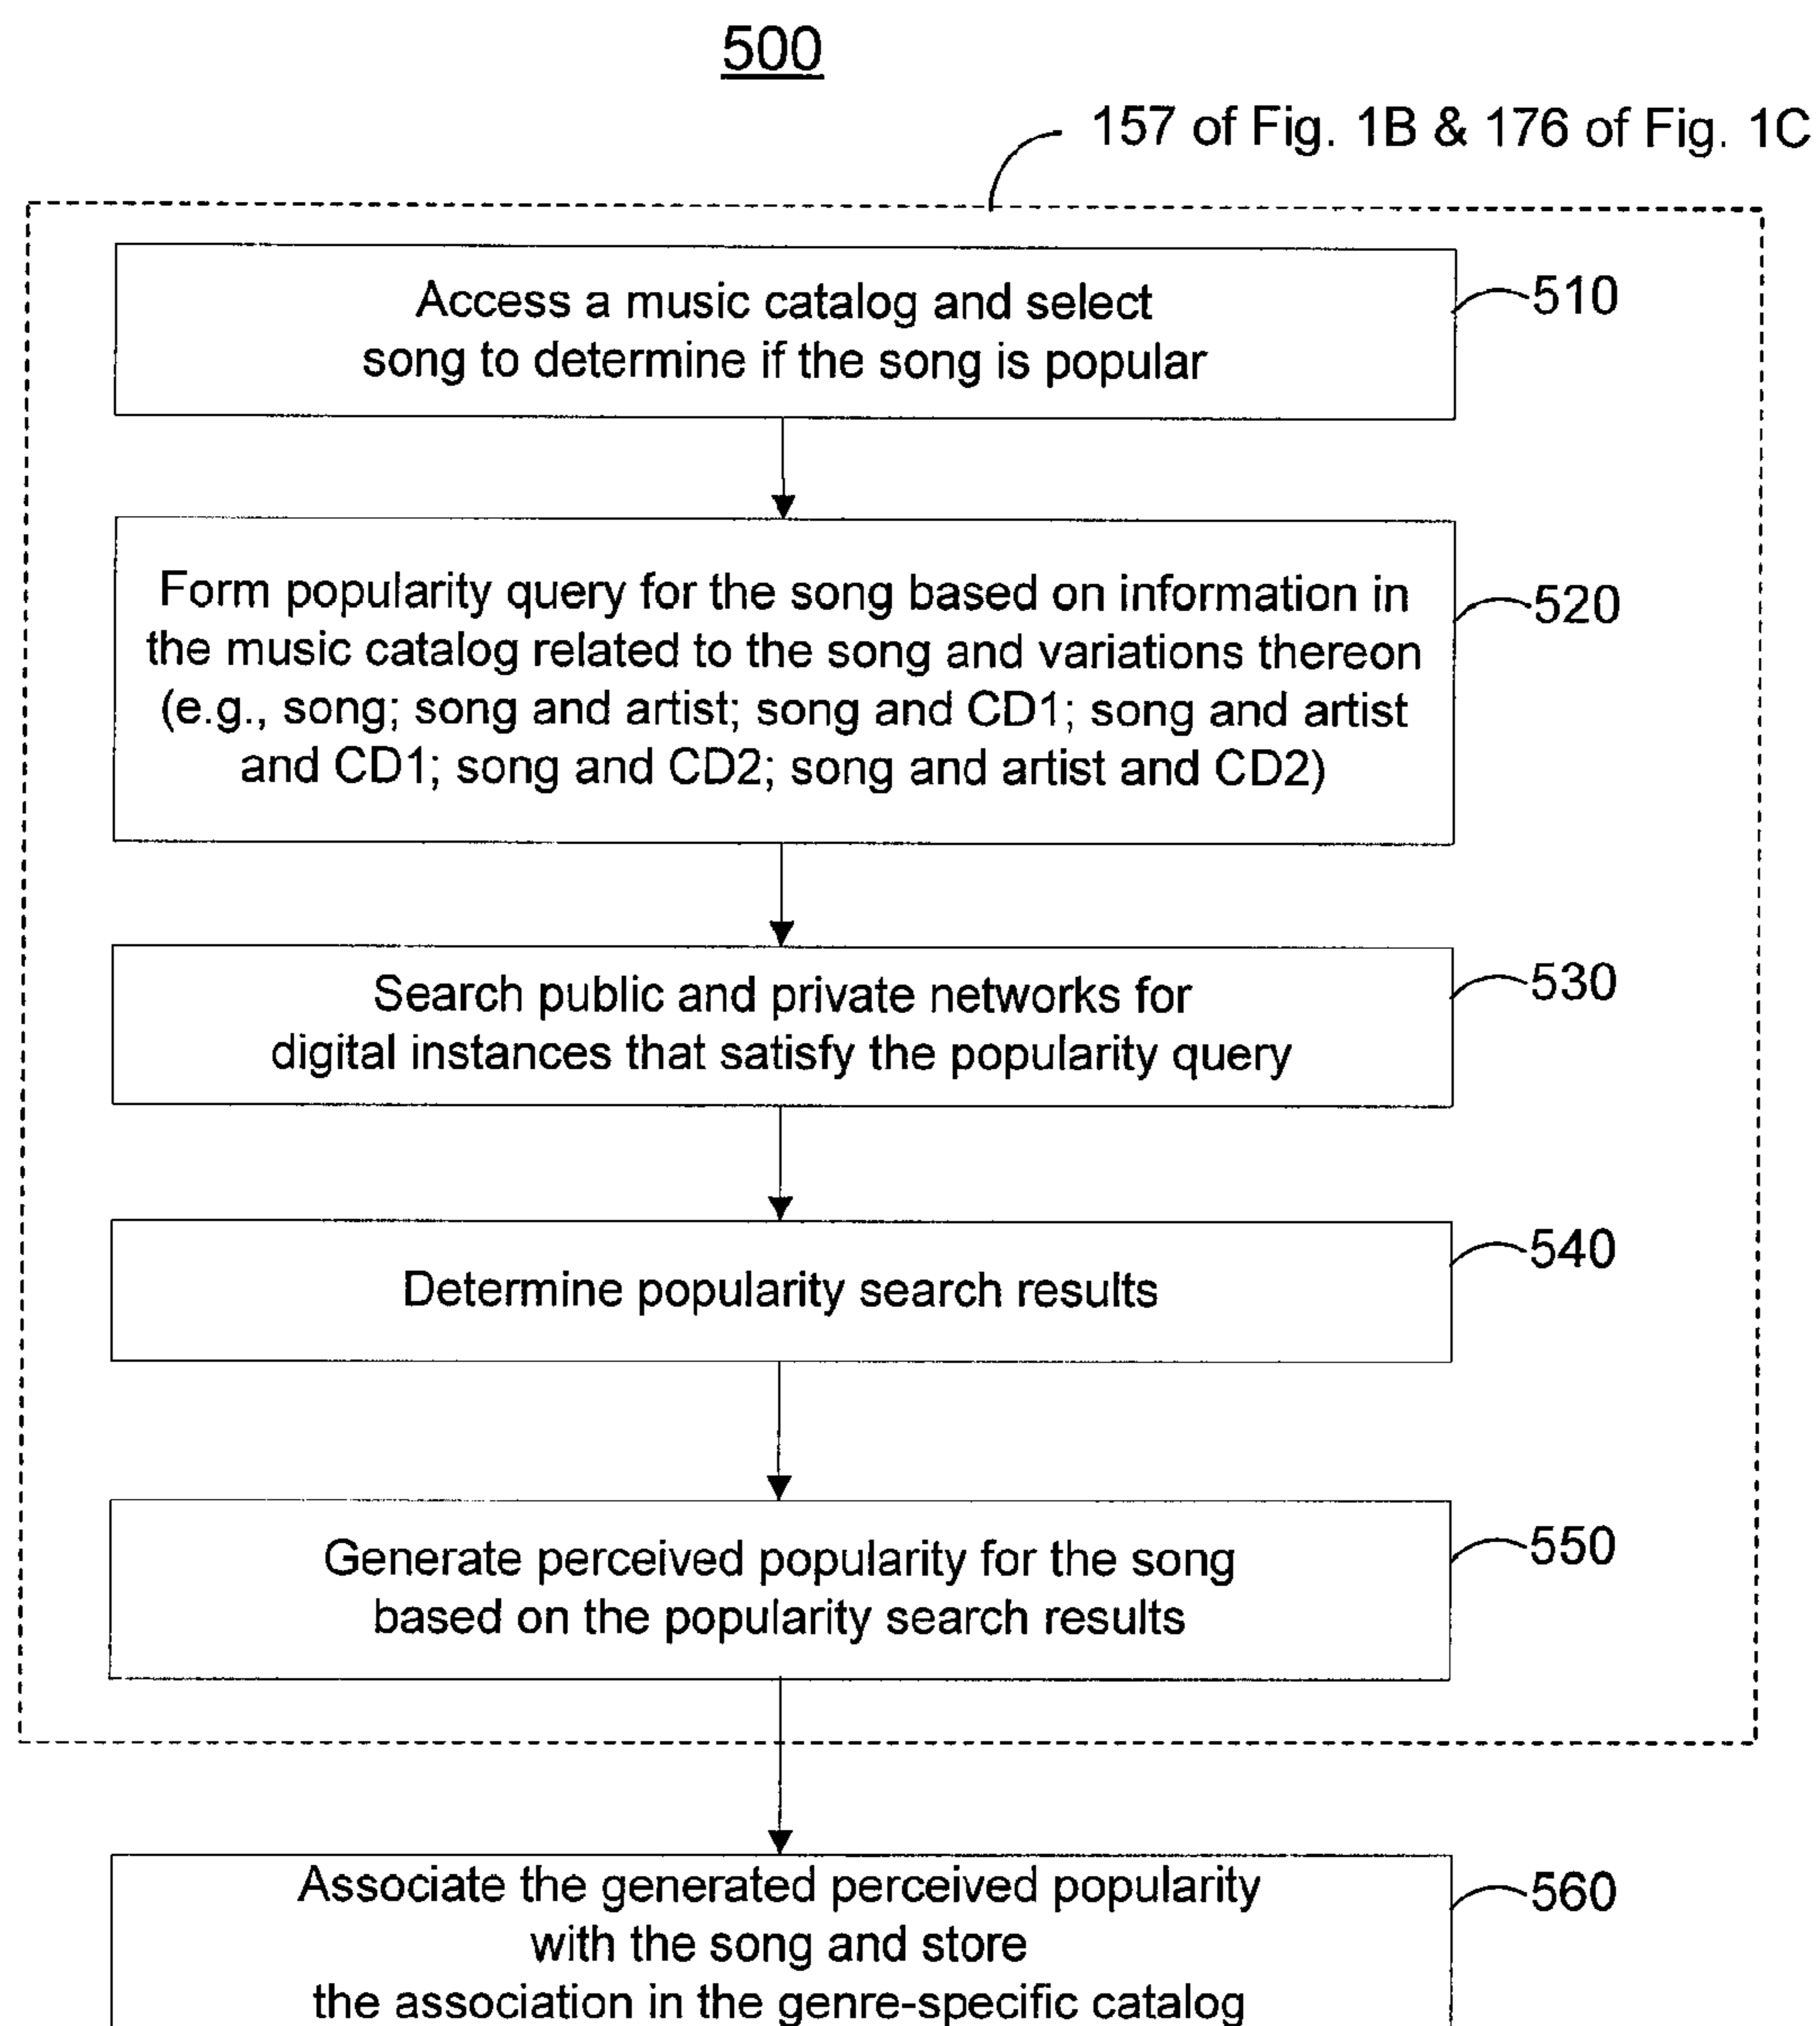 500
157 of Fig. 1B & 176 of Fig. 1C
Access a music catalog and select
song to determine if the song is popular
510
Form popularity query for the song based on information in
the music catalog related to the song and variations thereon
(e.g., song; song and artist; song and CD1; song and artist
and CD1; song and CD2; song and artist and CD2)
520
Search public and private networks for
digital instances that satisfy the popularity query
530
Determine popularity search results
540
Generate perceived popularity for the song
based on the popularity search results
550
Associate the generated perceived popularity
with the song and store
the association in the genre-specific catalog
560